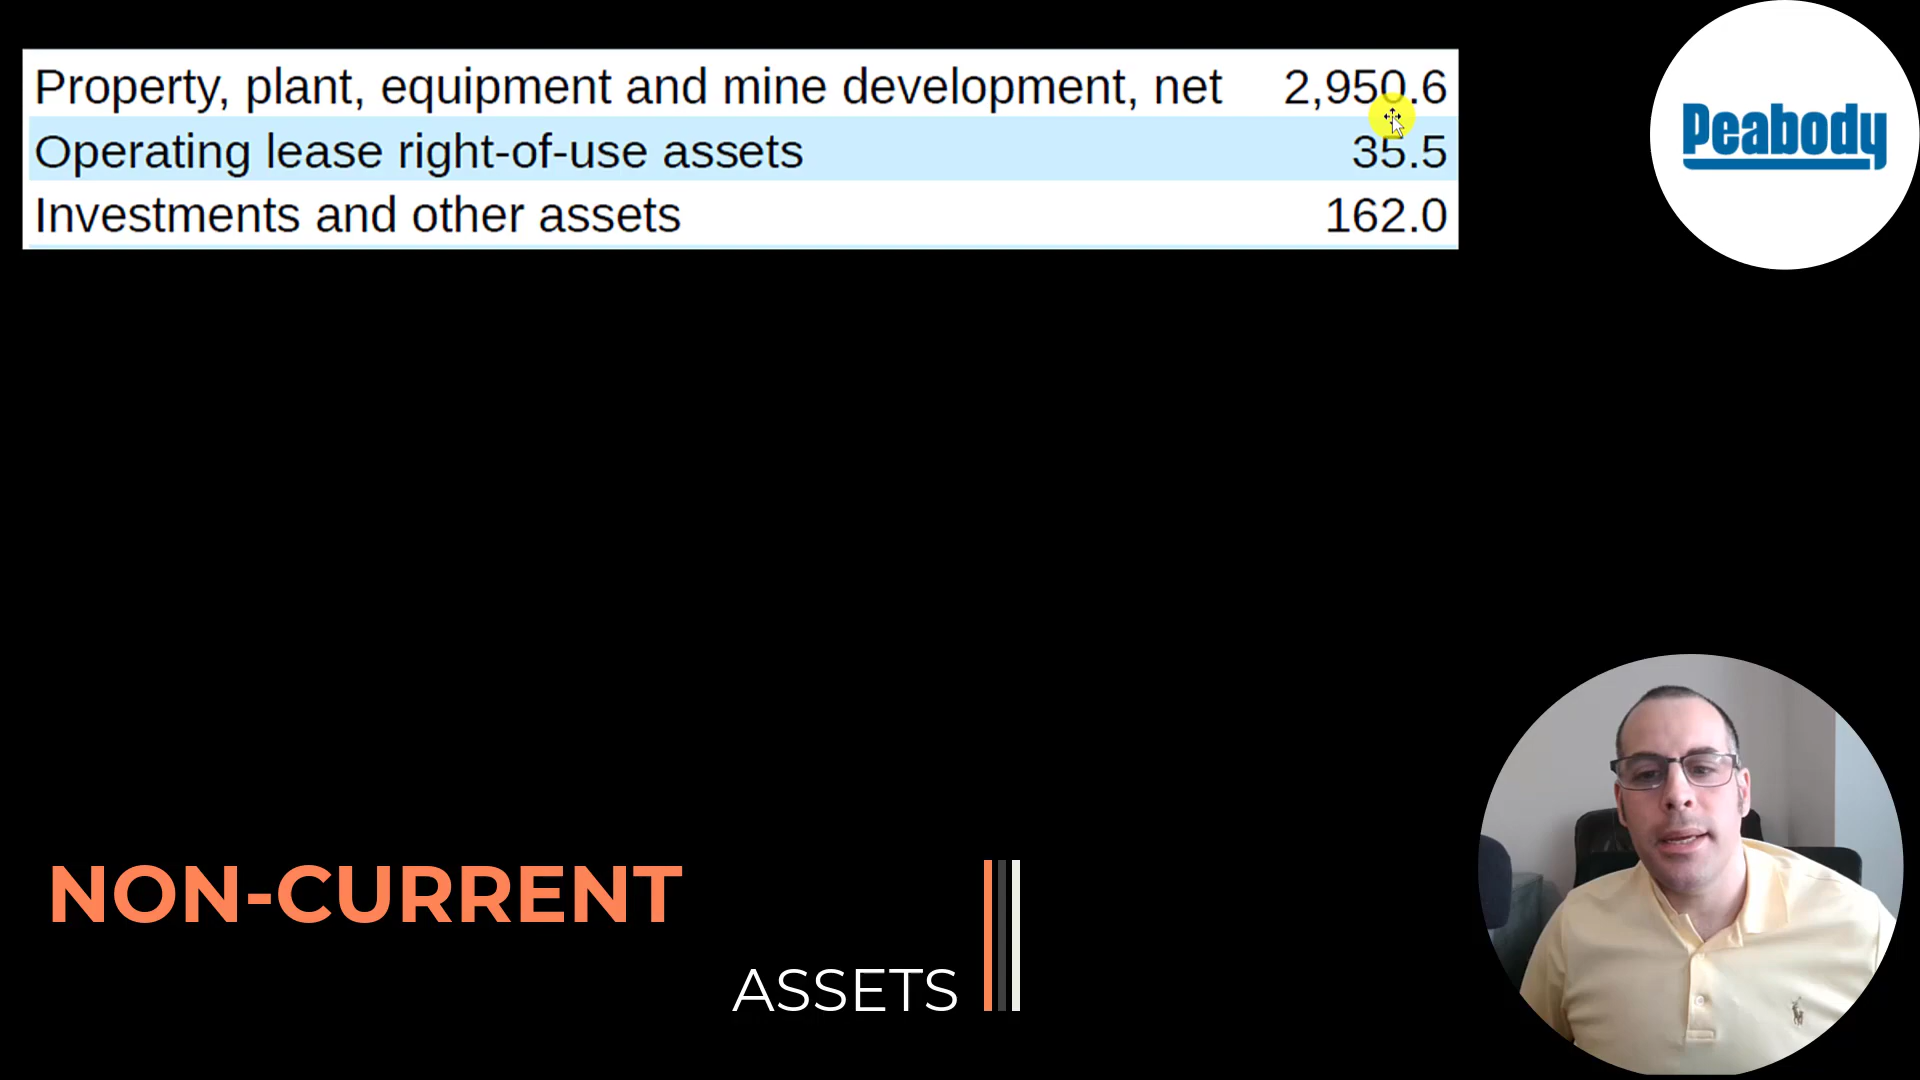 Property, plant, equipment and mine development, net 2,950.6
Operating lease right-of-use assets 35.5
Investments and other assets 162.0
Peabody
NON-CURRENT
ASSETS